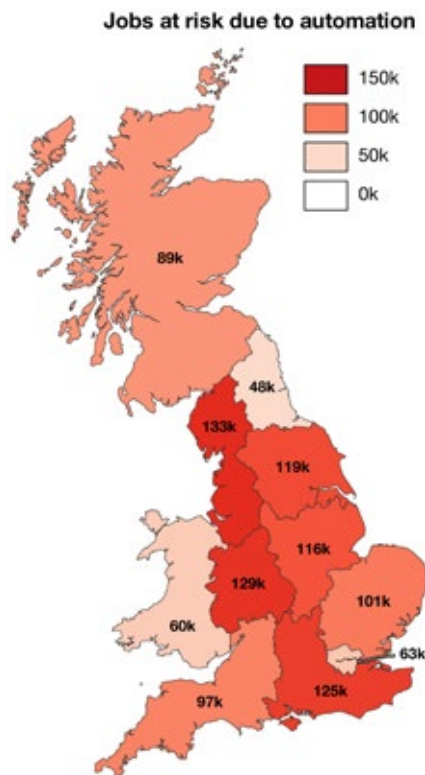 Jobs at risk due to automation
150k
100k
50k
0k
89k
48k
133k
119k
116k
129k
101k
60k
63k
125k
97k